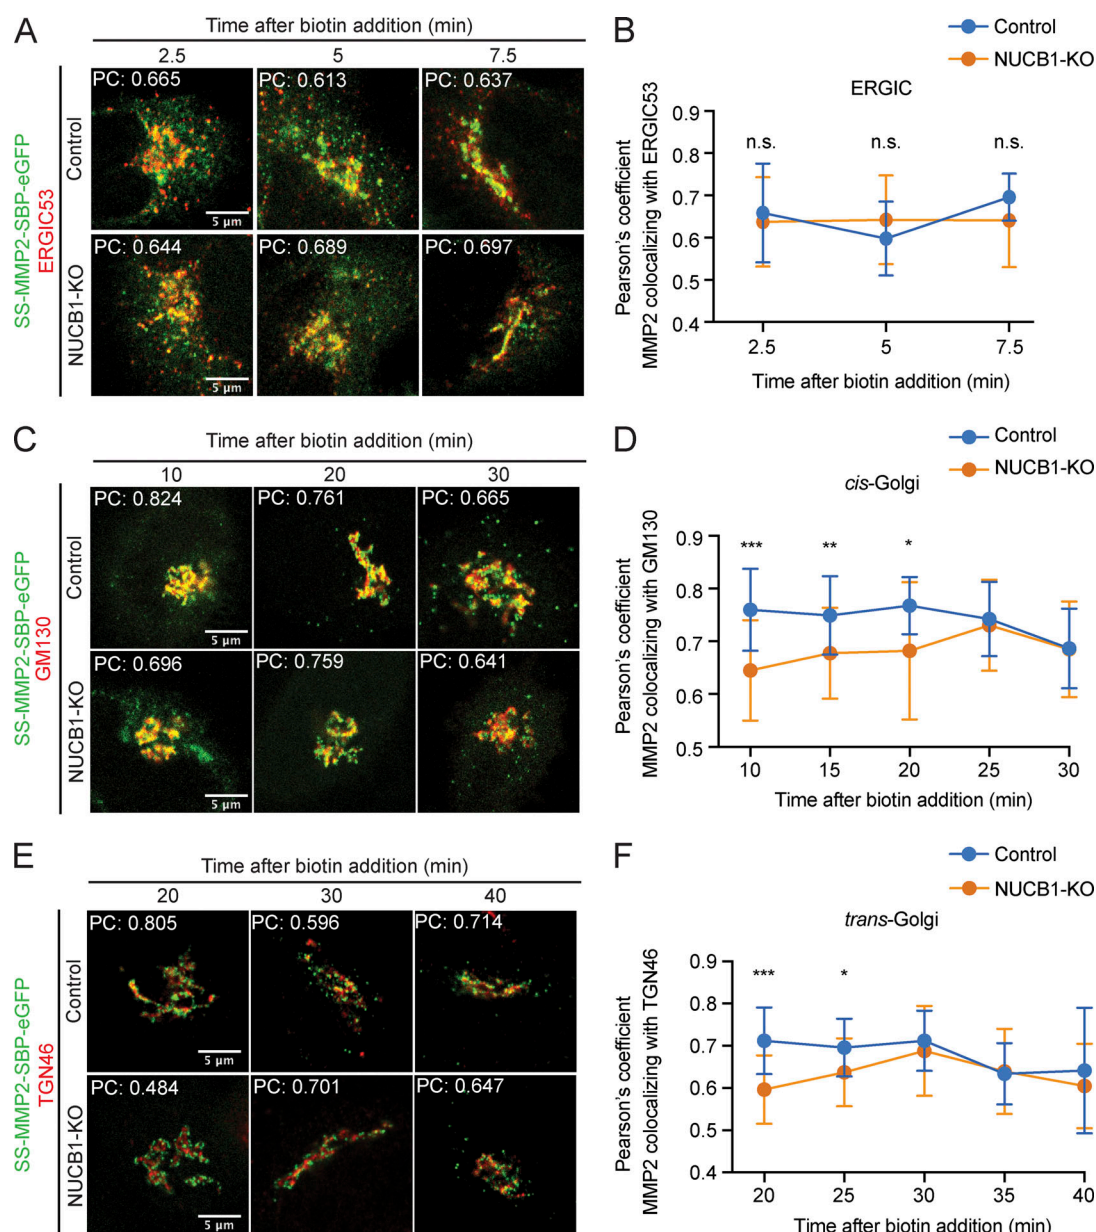 A
Time after biotin addition (min)
2.5 5 7.5
SS-MMP2-SBP-eGFP
ERGIC53
Control
PC: 0.665
5 µm
PC: 0.613
PC: 0.637
NUCB1-KO
PC: 0.644
5 µm
PC: 0.689
PC: 0.697
B
Control
NUCB1-KO
ERGIC
Pearson's coefficient
MMP2 colocalizing with ERGIC53
0.9
0.8
0.7
0.6
0.5
0.4
n.s. n.s. n.s.
2.5 5 7.5
Time after biotin addition (min)
C
Time after biotin addition (min)
10 20 30
SS-MMP2-SBP-eGFP
GM130
Control
PC: 0.824
5 µm
PC: 0.761
PC: 0.665
NUCB1-KO
PC: 0.696
5 µm
PC: 0.759
PC: 0.641
D
Control
NUCB1-KO
cis-Golgi
Pearson's coefficient
MMP2 colocalizing with GM130
0.9
0.8
0.7
0.6
0.5
*** ** *
10 15 20 25 30
Time after biotin addition (min)
E
Time after biotin addition (min)
20 30 40
SS-MMP2-SBP-eGFP
TGN46
Control
PC: 0.805
5 µm
PC: 0.596
PC: 0.714
NUCB1-KO
PC: 0.484
5 µm
PC: 0.701
PC: 0.647
F
Control
NUCB1-KO
trans-Golgi
Pearson's coefficient
MMP2 colocalizing with TGN46
0.9
0.8
0.7
0.6
0.5
0.4
*** *
20 25 30 35 40
Time after biotin addition (min)